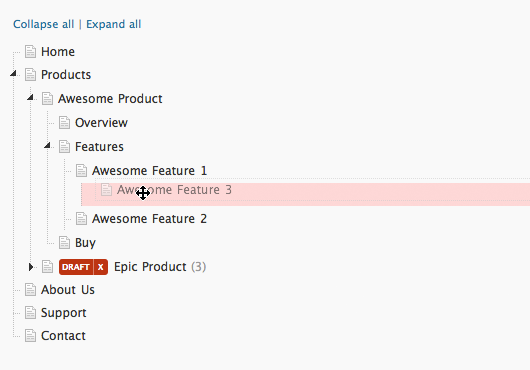 Collapse all | Expand all
Home
Products
Awesome Product
Overview
Features
Awesome Feature 1
Awesome Feature 3
Awesome Feature 2
Buy
DRAFT X Epic Product (3)
About Us
Support
Contact